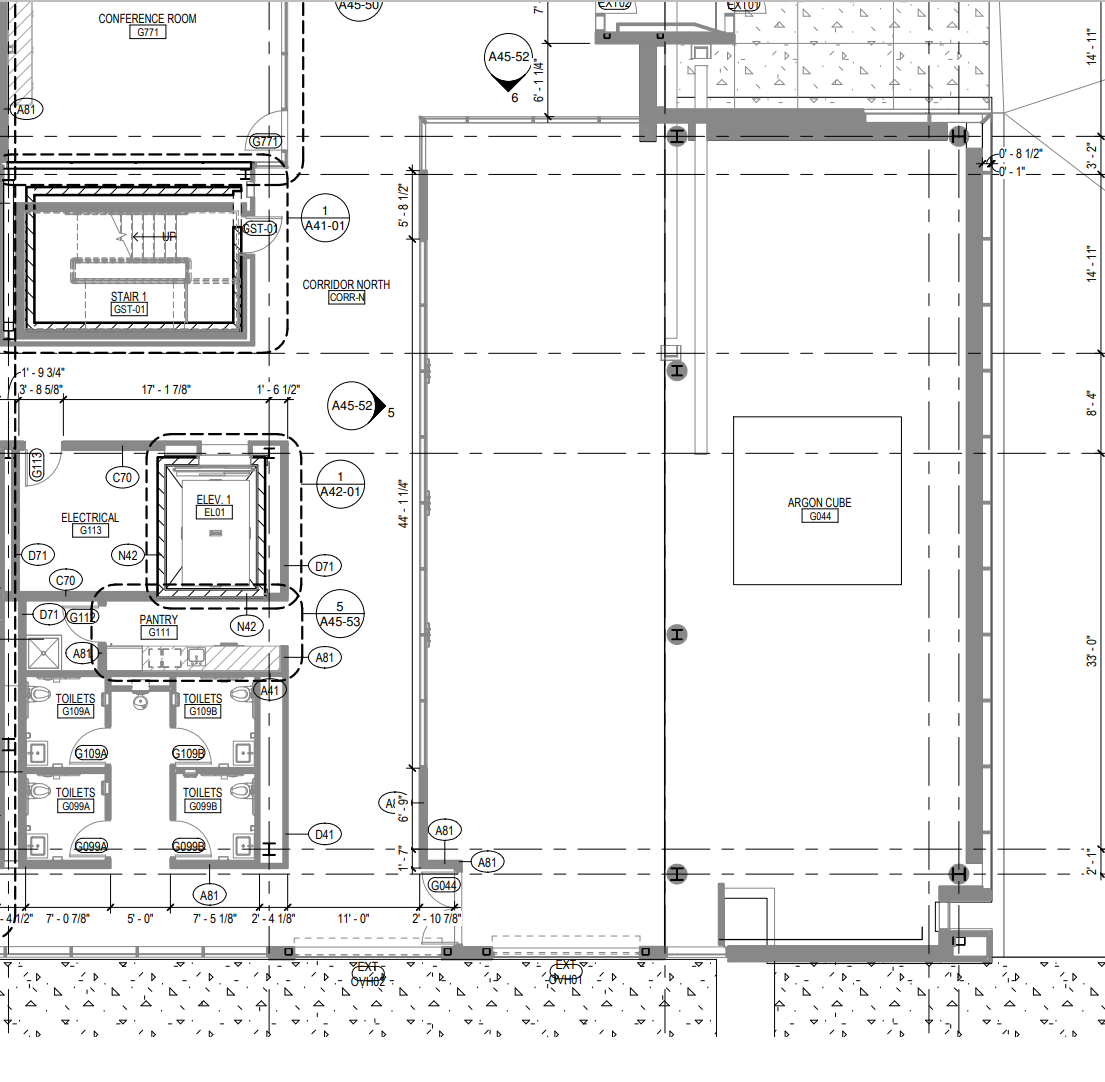 A45-50
EXT02
EXT01
7'
CONFERENCE ROOM
G771
14' - 11"
A45-52
6
6' - 1 1/4"
A81
G771
0' - 8 1/2"
0' - 1"
3' - 2"
5' - 8 1/2"
1
A41-01
GST-01
UP
CORRIDOR NORTH
CORR-N
14' - 11"
STAIR 1
GST-01
1' - 9 3/4"
3' - 8 5/8"
17' - 1 7/8"
1' - 6 1/2"
A45-52
5
8' - 4"
G113
C70
1
A42-01
ELEV. 1
EL01
44' - 1 1/4"
ARGON CUBE
G044
ELECTRICAL
G113
D71
N42
D71
C70
D71
G112
PANTRY
G111
N42
5
A45-53
A81
A81
33' - 0"
A41
TOILETS
G109A
TOILETS
G109B
G109A
G109B
TOILETS
G099A
TOILETS
G099B
6' - 9"
A81
D41
G099A
G099B
1' - 7"
A81
2' - 1"
A81
G044
- 4 1/2"
7' - 0 7/8"
5' - 0"
7' - 5 1/8"
2' - 4 1/8"
11' - 0"
2' - 10 7/8"
EXT
OVH02
EXT
OVH01